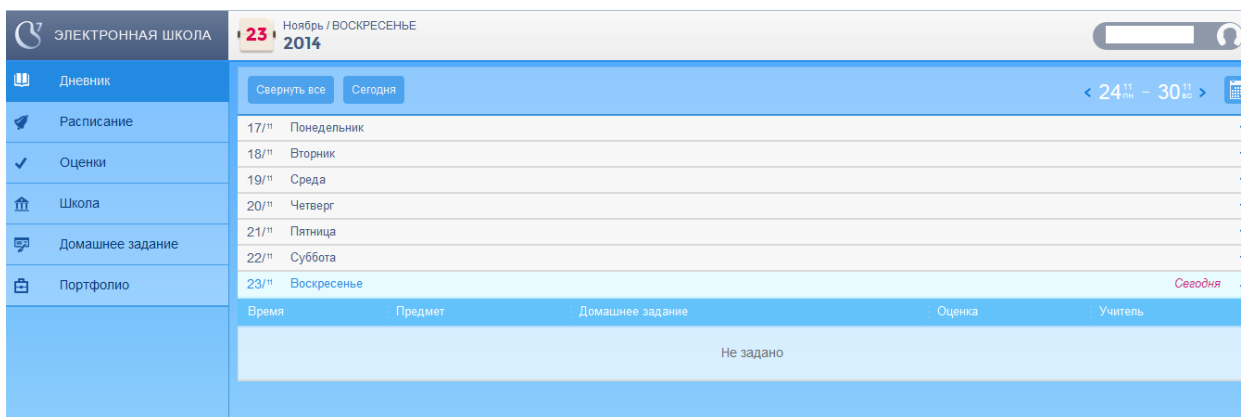 ЭЛЕКТРОННАЯ ШКОЛА
23 Ноябрь / ВОСКРЕСЕНЬЕ
2014
Дневник
Расписание
Оценки
Школа
Домашнее задание
Портфолио
Свернуть все Сегодня < 24 11 пн – 30 11 вс >
17/11 Понедельник
18/11 Вторник
19/11 Среда
20/11 Четверг
21/11 Пятница
22/11 Суббота
23/11 Воскресенье Сегодня
Время Предмет Домашнее задание Оценка Учитель
Не задано